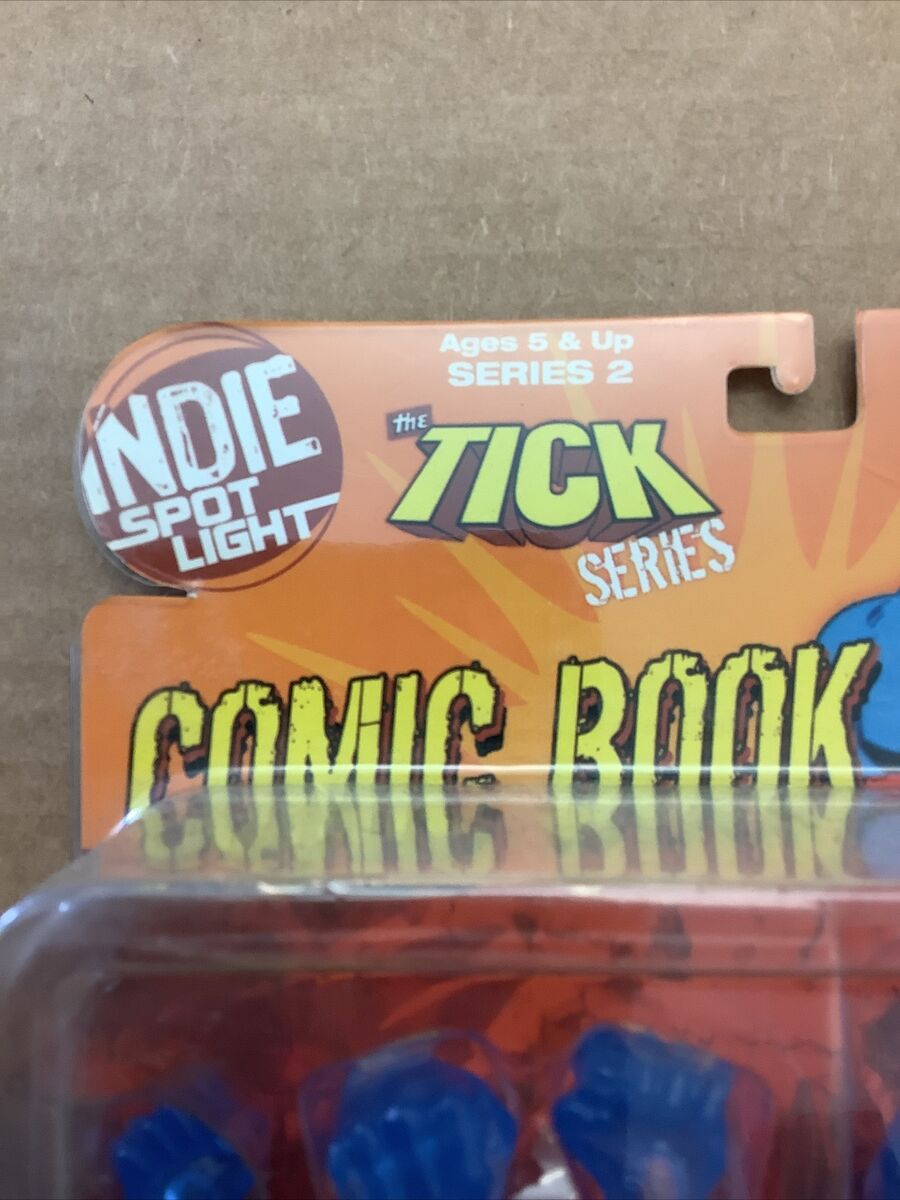 INDIE
SPOT
LIGHT
Ages 5 & Up
SERIES 2
the
TICK
SERIES
COMIC BOOK